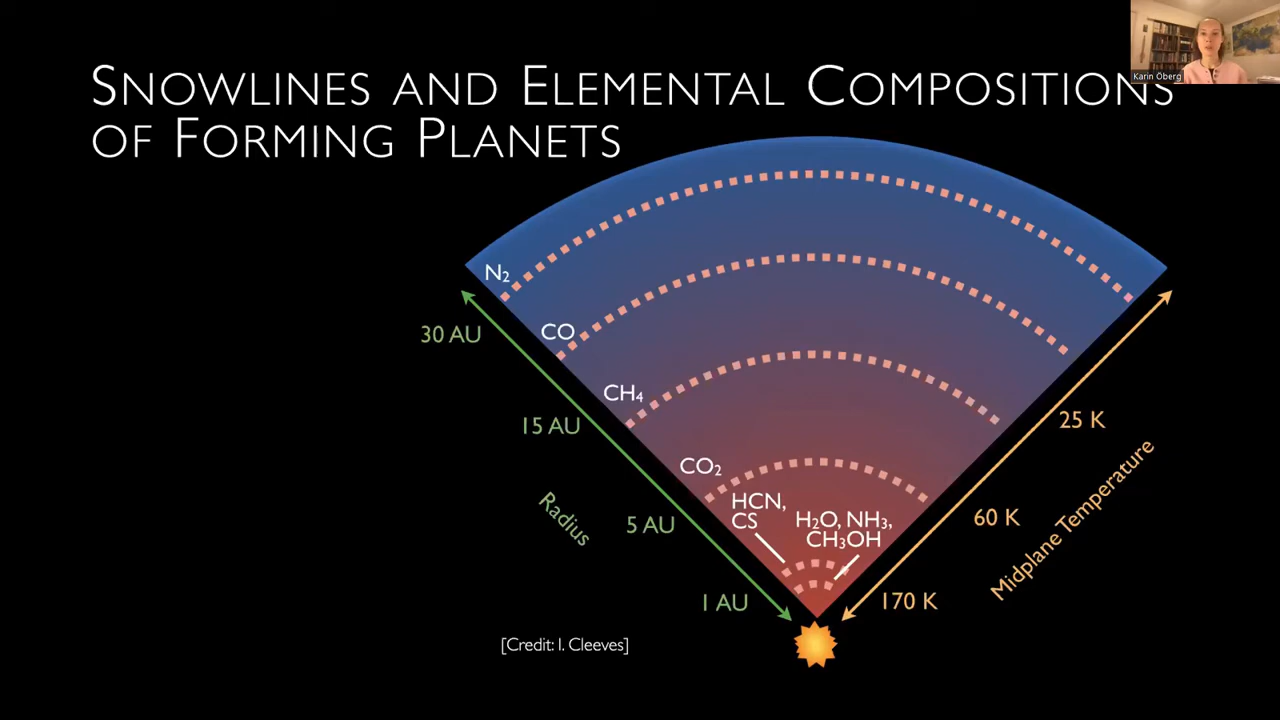 SNOWLINES AND ELEMENTAL COMPOSITIONS
OF FORMING PLANETS
Karin Öberg
N₂
30 AU
CO
CH₄
15 AU
25 K
CO₂
HCN,
CS
H₂O, NH₃,
CH₃OH
Radius
5 AU
60 K
Midplane Temperature
1 AU
170 K
[Credit: I. Cleeves]